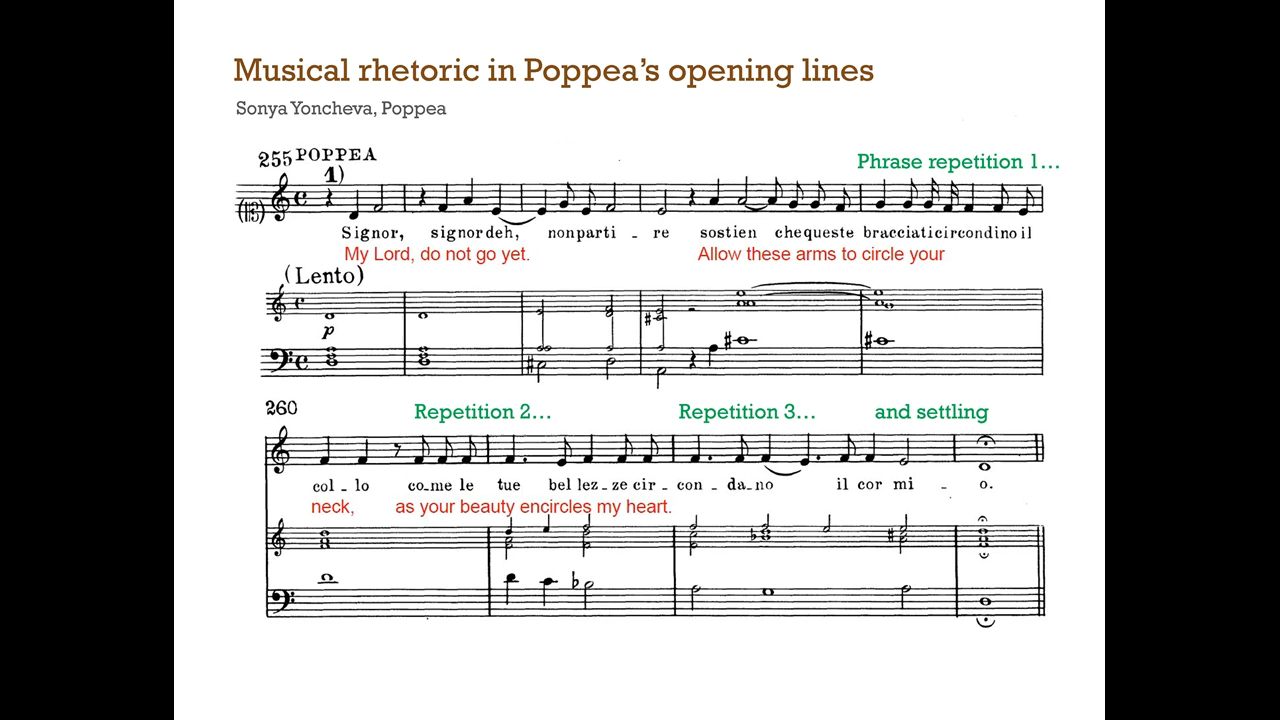 Musical rhetoric in Poppea’s opening lines
Sonya Yoncheva, Poppea
255 POPPEA
1)
Phrase repetition 1…
Signor, signor deh, non parti - re sostien che queste bracciati circondino il
My Lord, do not go yet. Allow these arms to circle your
(Lento)
p
260
Repetition 2… Repetition 3… and settling
col - lo co - me le tue bel lez - ze cir - con - da - no il cor mi - o.
neck, as your beauty encircles my heart.